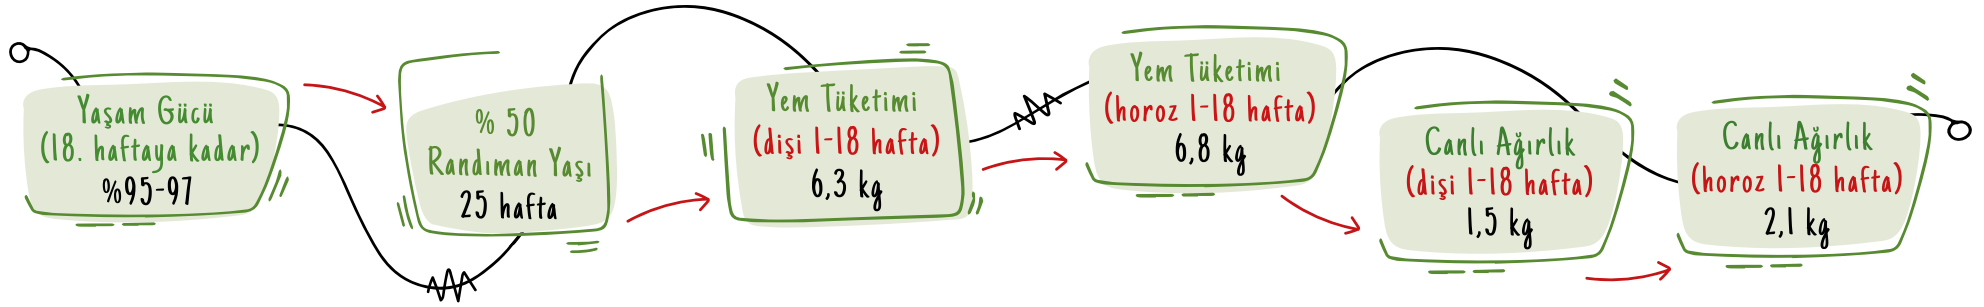 Yaşam Gücü
(18. haftaya kadar)
%95-97
% 50
Randıman Yaşı
25 hafta
Yem Tüketimi
(dişi 1-18 hafta)
6,3 kg
Yem Tüketimi
(horoz 1-18 hafta)
6,8 kg
Canlı Ağırlık
(dişi 1-18 hafta)
1,5 kg
Canlı Ağırlık
(horoz 1-18 hafta)
2,1 kg